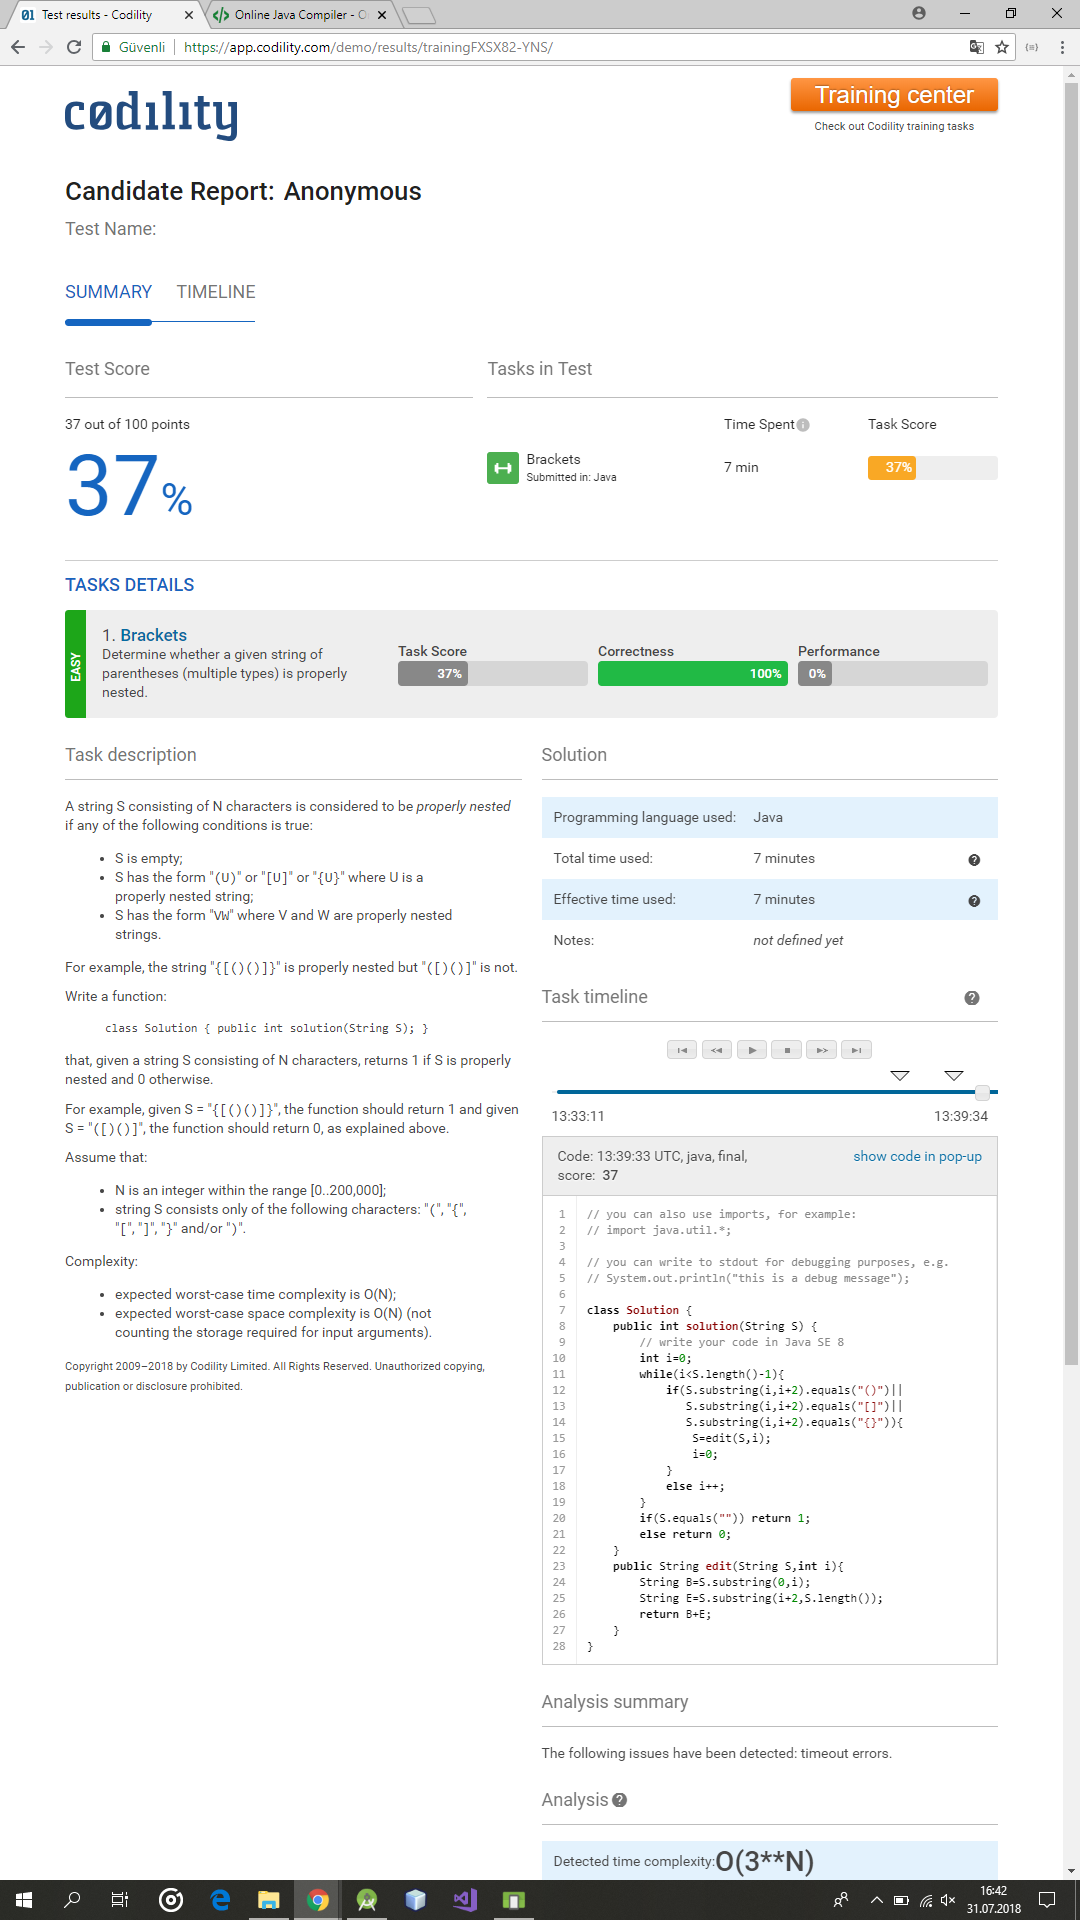 Test results - Codility
Online Java Compiler - O
Güvenli
https://app.codility.com/demo/results/trainingFXSX82-YNS/
codility
Training center
Check out Codility training tasks
Candidate Report: Anonymous
Test Name:
SUMMARY TIMELINE
Test Score
Tasks in Test
37 out of 100 points
Time Spent
Task Score
37%
Brackets
Submitted in: Java
7 min
37%
TASKS DETAILS
EASY
1. Brackets
Determine whether a given string of
parentheses (multiple types) is properly
nested.
Task Score
37%
Correctness
100%
Performance
0%
Task description
A string S consisting of N characters is considered to be properly nested
if any of the following conditions is true:
• S is empty;
• S has the form "(U)" or "[U]" or "{U}" where U is a
properly nested string;
• S has the form "VW" where V and W are properly nested
strings.
For example, the string "{[()()]}" is properly nested but "([)()]" is not.
Write a function:
class Solution { public int solution(String S); }
that, given a string S consisting of N characters, returns 1 if S is properly
nested and 0 otherwise.
For example, given S = "{[()()]}", the function should return 1 and given
S = "([)()]", the function should return 0, as explained above.
Assume that:
• N is an integer within the range [0..200,000];
• string S consists only of the following characters: "(", "{",
"[", "]", "}" and/or ")".
Complexity:
• expected worst-case time complexity is O(N);
• expected worst-case space complexity is O(N) (not
counting the storage required for input arguments).
Copyright 2009–2018 by Codility Limited. All Rights Reserved. Unauthorized copying,
publication or disclosure prohibited.
Solution
Programming language used: Java
Total time used: 7 minutes
Effective time used: 7 minutes
Notes: not defined yet
Task timeline
13:33:11
13:39:34
Code: 13:39:33 UTC, java, final,
score: 37
show code in pop-up
1 // you can also use imports, for example:
2 // import java.util.*;
3
4 // you can write to stdout for debugging purposes, e.g.
5 // System.out.println("this is a debug message");
6
7 class Solution {
8 public int solution(String S) {
9 // write your code in Java SE 8
10 int i=0;
11 while(i<S.length()-1){
12 if(S.substring(i,i+2).equals("()")||
13 S.substring(i,i+2).equals("[]")||
14 S.substring(i,i+2).equals("{}")){
15 S=edit(S,i);
16 i=0;
17 }
18 else i++;
19 }
20 if(S.equals("")) return 1;
21 else return 0;
22 }
23 public String edit(String S,int i){
24 String B=S.substring(0,i);
25 String E=S.substring(i+2,S.length());
26 return B+E;
27 }
28 }
Analysis summary
The following issues have been detected: timeout errors.
Analysis
Detected time complexity: O(3**N)
16:42
31.07.2018